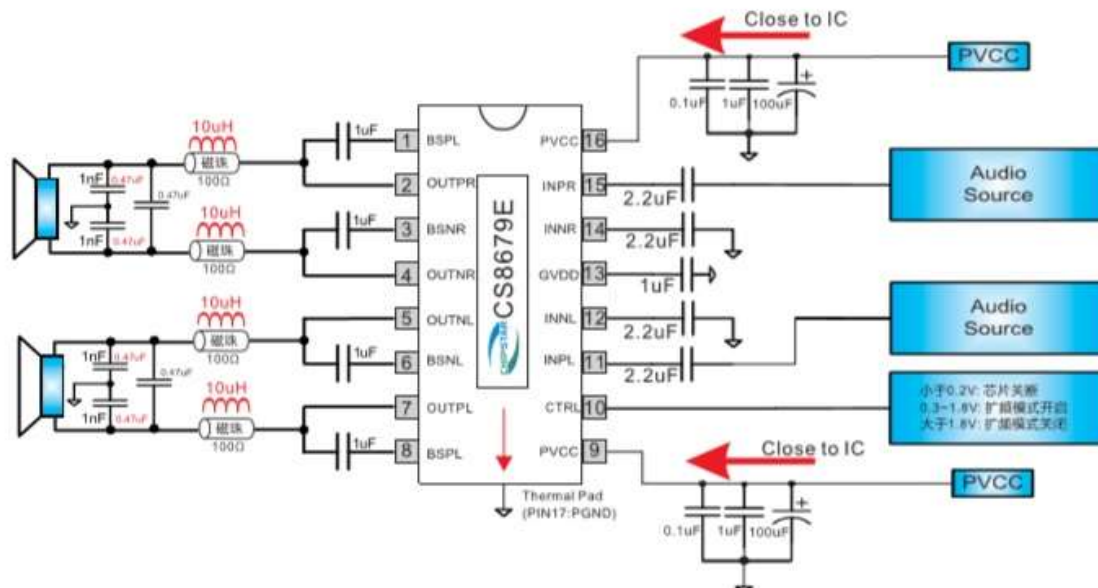 Close to IC
PVCC
0.1uF
1uF
100uF
+
10uH
磁珠
100Ω
1uF
1
BSPL
PVCC
16
1nF
0.47uF
0.47uF
2
OUTPR
INPR
15
2.2uF
Audio
Source
1nF
0.47uF
10uH
磁珠
100Ω
1uF
3
BSNR
INNR
14
2.2uF
4
OUTNR
GVDD
13
1uF
CS8679E
CHIPSTAR
10uH
磁珠
100Ω
5
OUTNL
INNL
12
2.2uF
Audio
Source
1nF
0.47uF
0.47uF
1uF
6
BSNL
INPL
11
2.2uF
1nF
0.47uF
10uH
磁珠
100Ω
7
OUTPL
CTRL
10
小于0.2V: 芯片关断
0.3~1.8V: 扩频模式开启
大于1.8V: 扩频模式关闭
1uF
8
BSPL
PVCC
9
Close to IC
PVCC
Thermal Pad
(PIN17:PGND)
0.1uF
1uF
100uF
+